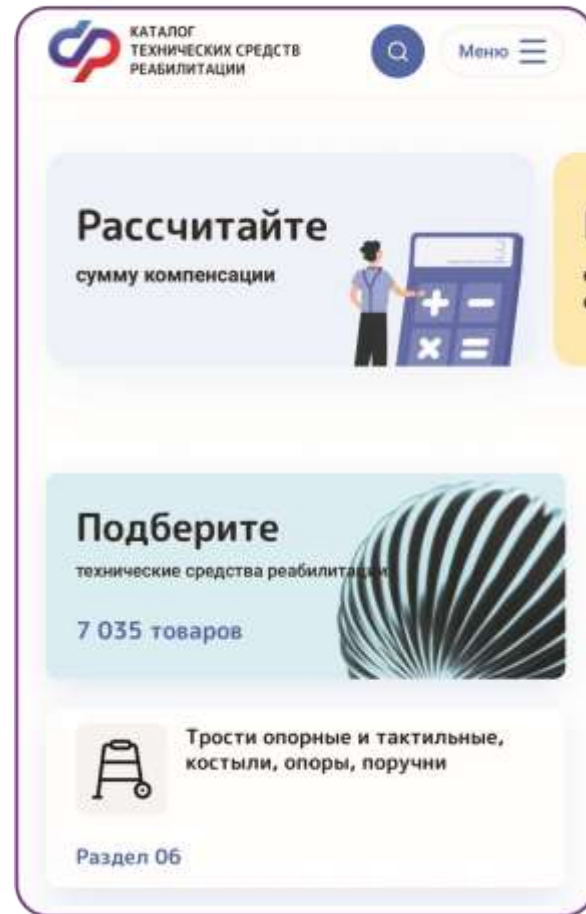 КАТАЛОГ
ТЕХНИЧЕСКИХ СРЕДСТВ
РЕАБИЛИТАЦИИ
Меню
Рассчитайте
сумму компенсации
Подберите
технические средства реабилитации
7 035 товаров
Трости опорные и тактильные,
костыли, опоры, поручни
Раздел 06